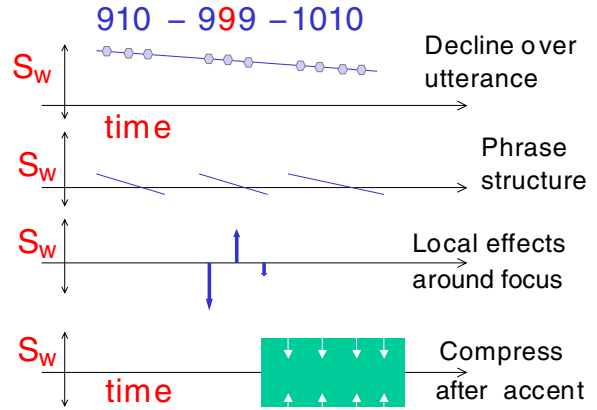 910 – 999 –1010
Decline over
utterance
Sw
time
Phrase
structure
Sw
Local effects
around focus
Sw
Compress
after accent
Sw
time